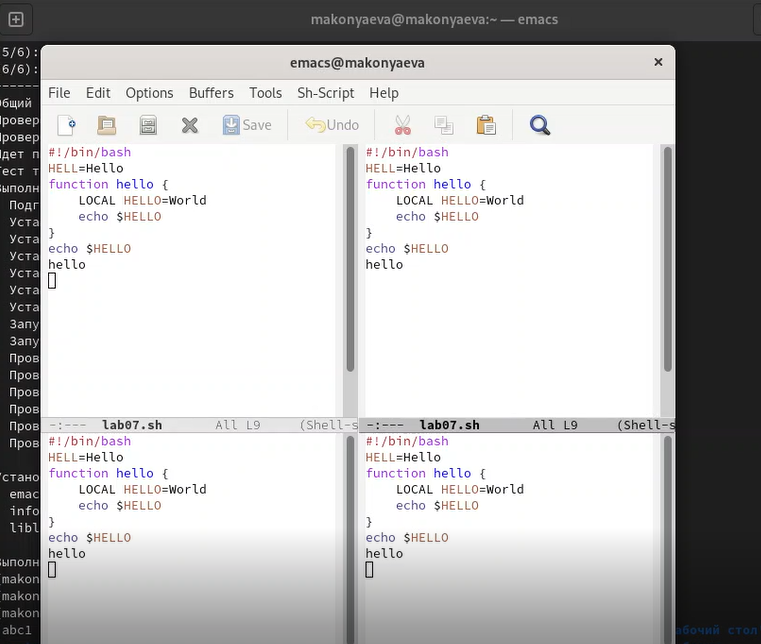 makonyaeva@makonyaeva:~ — emacs
5/6):
6/6):
emacs@makonyaeva
File Edit Options Buffers Tools Sh-Script Help
Save Undo
#!/bin/bash
HELL=Hello
function hello {
LOCAL HELLO=World
echo $HELLO
}
echo $HELLO
hello
-:--- lab07.sh All L9 (Shell-s
#!/bin/bash
HELL=Hello
function hello {
LOCAL HELLO=World
echo $HELLO
}
echo $HELLO
hello
-:--- lab07.sh All L9 (Shell-s
#!/bin/bash
HELL=Hello
function hello {
LOCAL HELLO=World
echo $HELLO
}
echo $HELLO
hello
#!/bin/bash
HELL=Hello
function hello {
LOCAL HELLO=World
echo $HELLO
}
echo $HELLO
hello
Общий
Провер
Провер
Идет п
Тест т
Выполн
Подг
Уста
Уста
Уста
Уста
Уста
Уста
Запу
Запу
Пров
Пров
Пров
Пров
Пров
Пров
Устано
emac
info
libl
Выполн
[makon
[makon
[makon
abc1
абочий стол